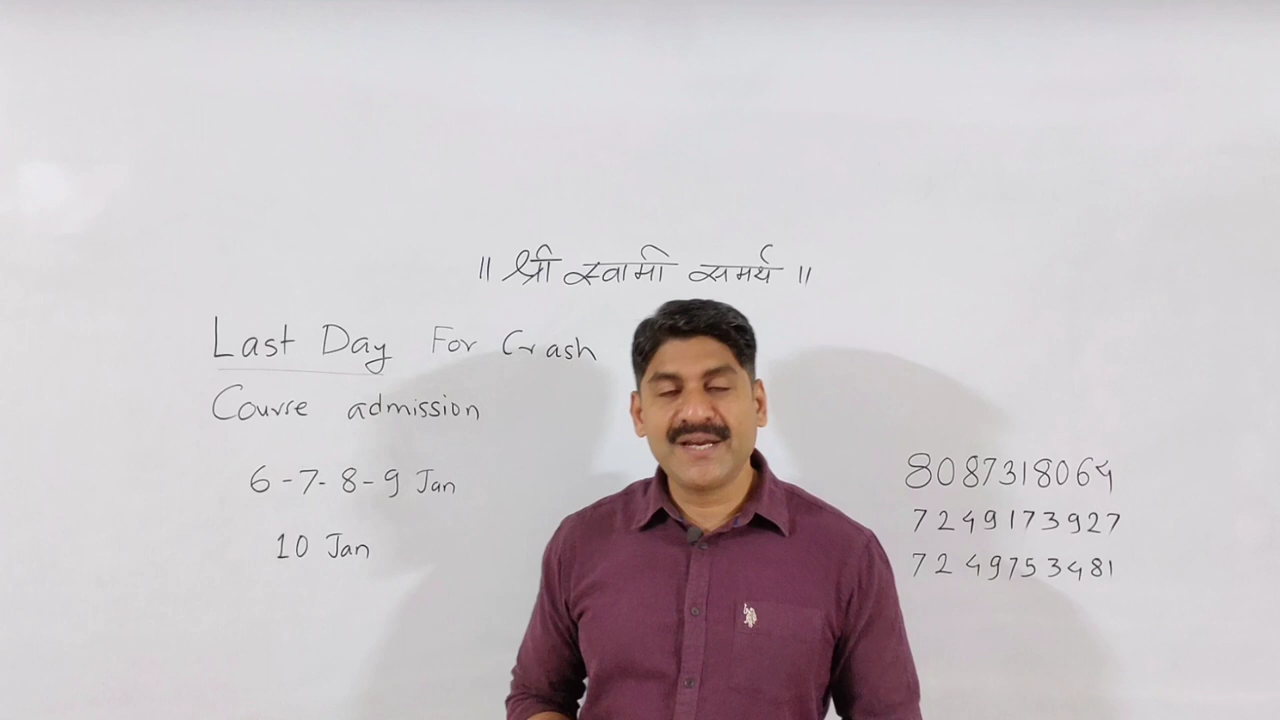 ॥ श्री स्वामी समर्थ ॥
Last Day For Crash
Course admission
6-7-8-9 Jan
10 Jan
8087318064
7249173927
7249753481